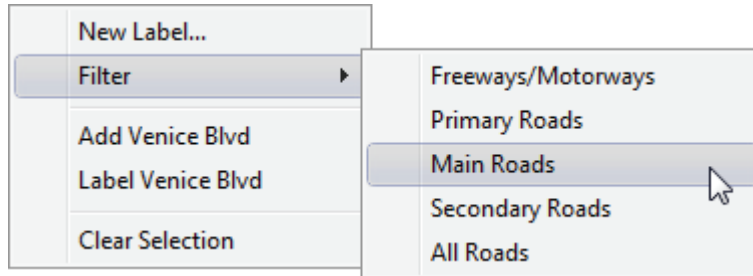 New Label...
Filter
Add Venice Blvd
Label Venice Blvd
Clear Selection
Freeways/Motorways
Primary Roads
Main Roads
Secondary Roads
All Roads